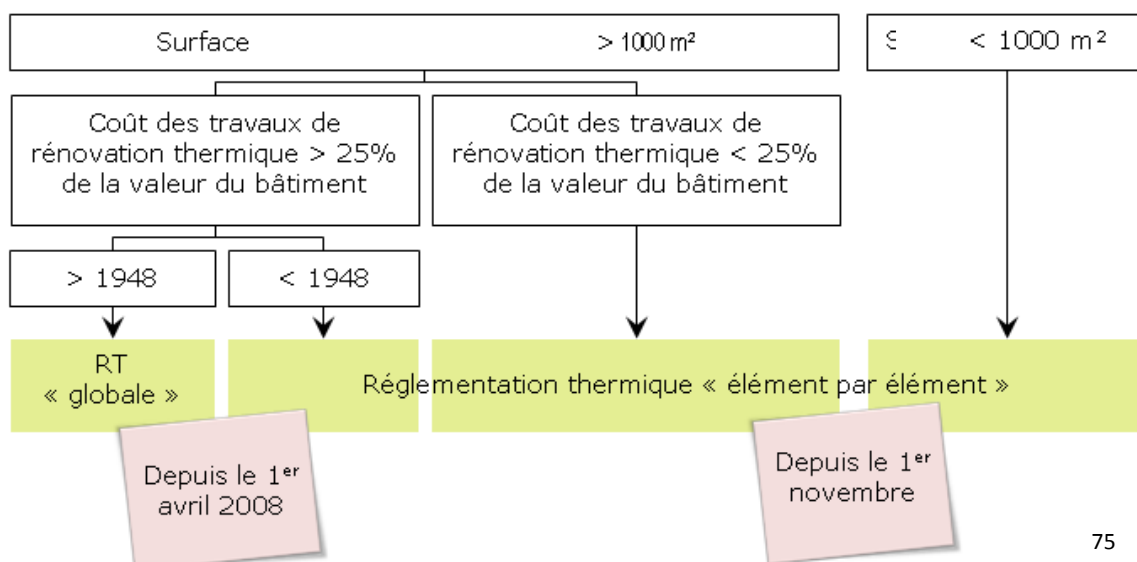 Surface > 1000 m²
< 1000 m²
Coût des travaux de
rénovation thermique > 25%
de la valeur du bâtiment
Coût des travaux de
rénovation thermique < 25%
de la valeur du bâtiment
> 1948
< 1948
RT
« globale »
Réglementation thermique « élément par élément »
Depuis le 1er
avril 2008
Depuis le 1er
novembre
75